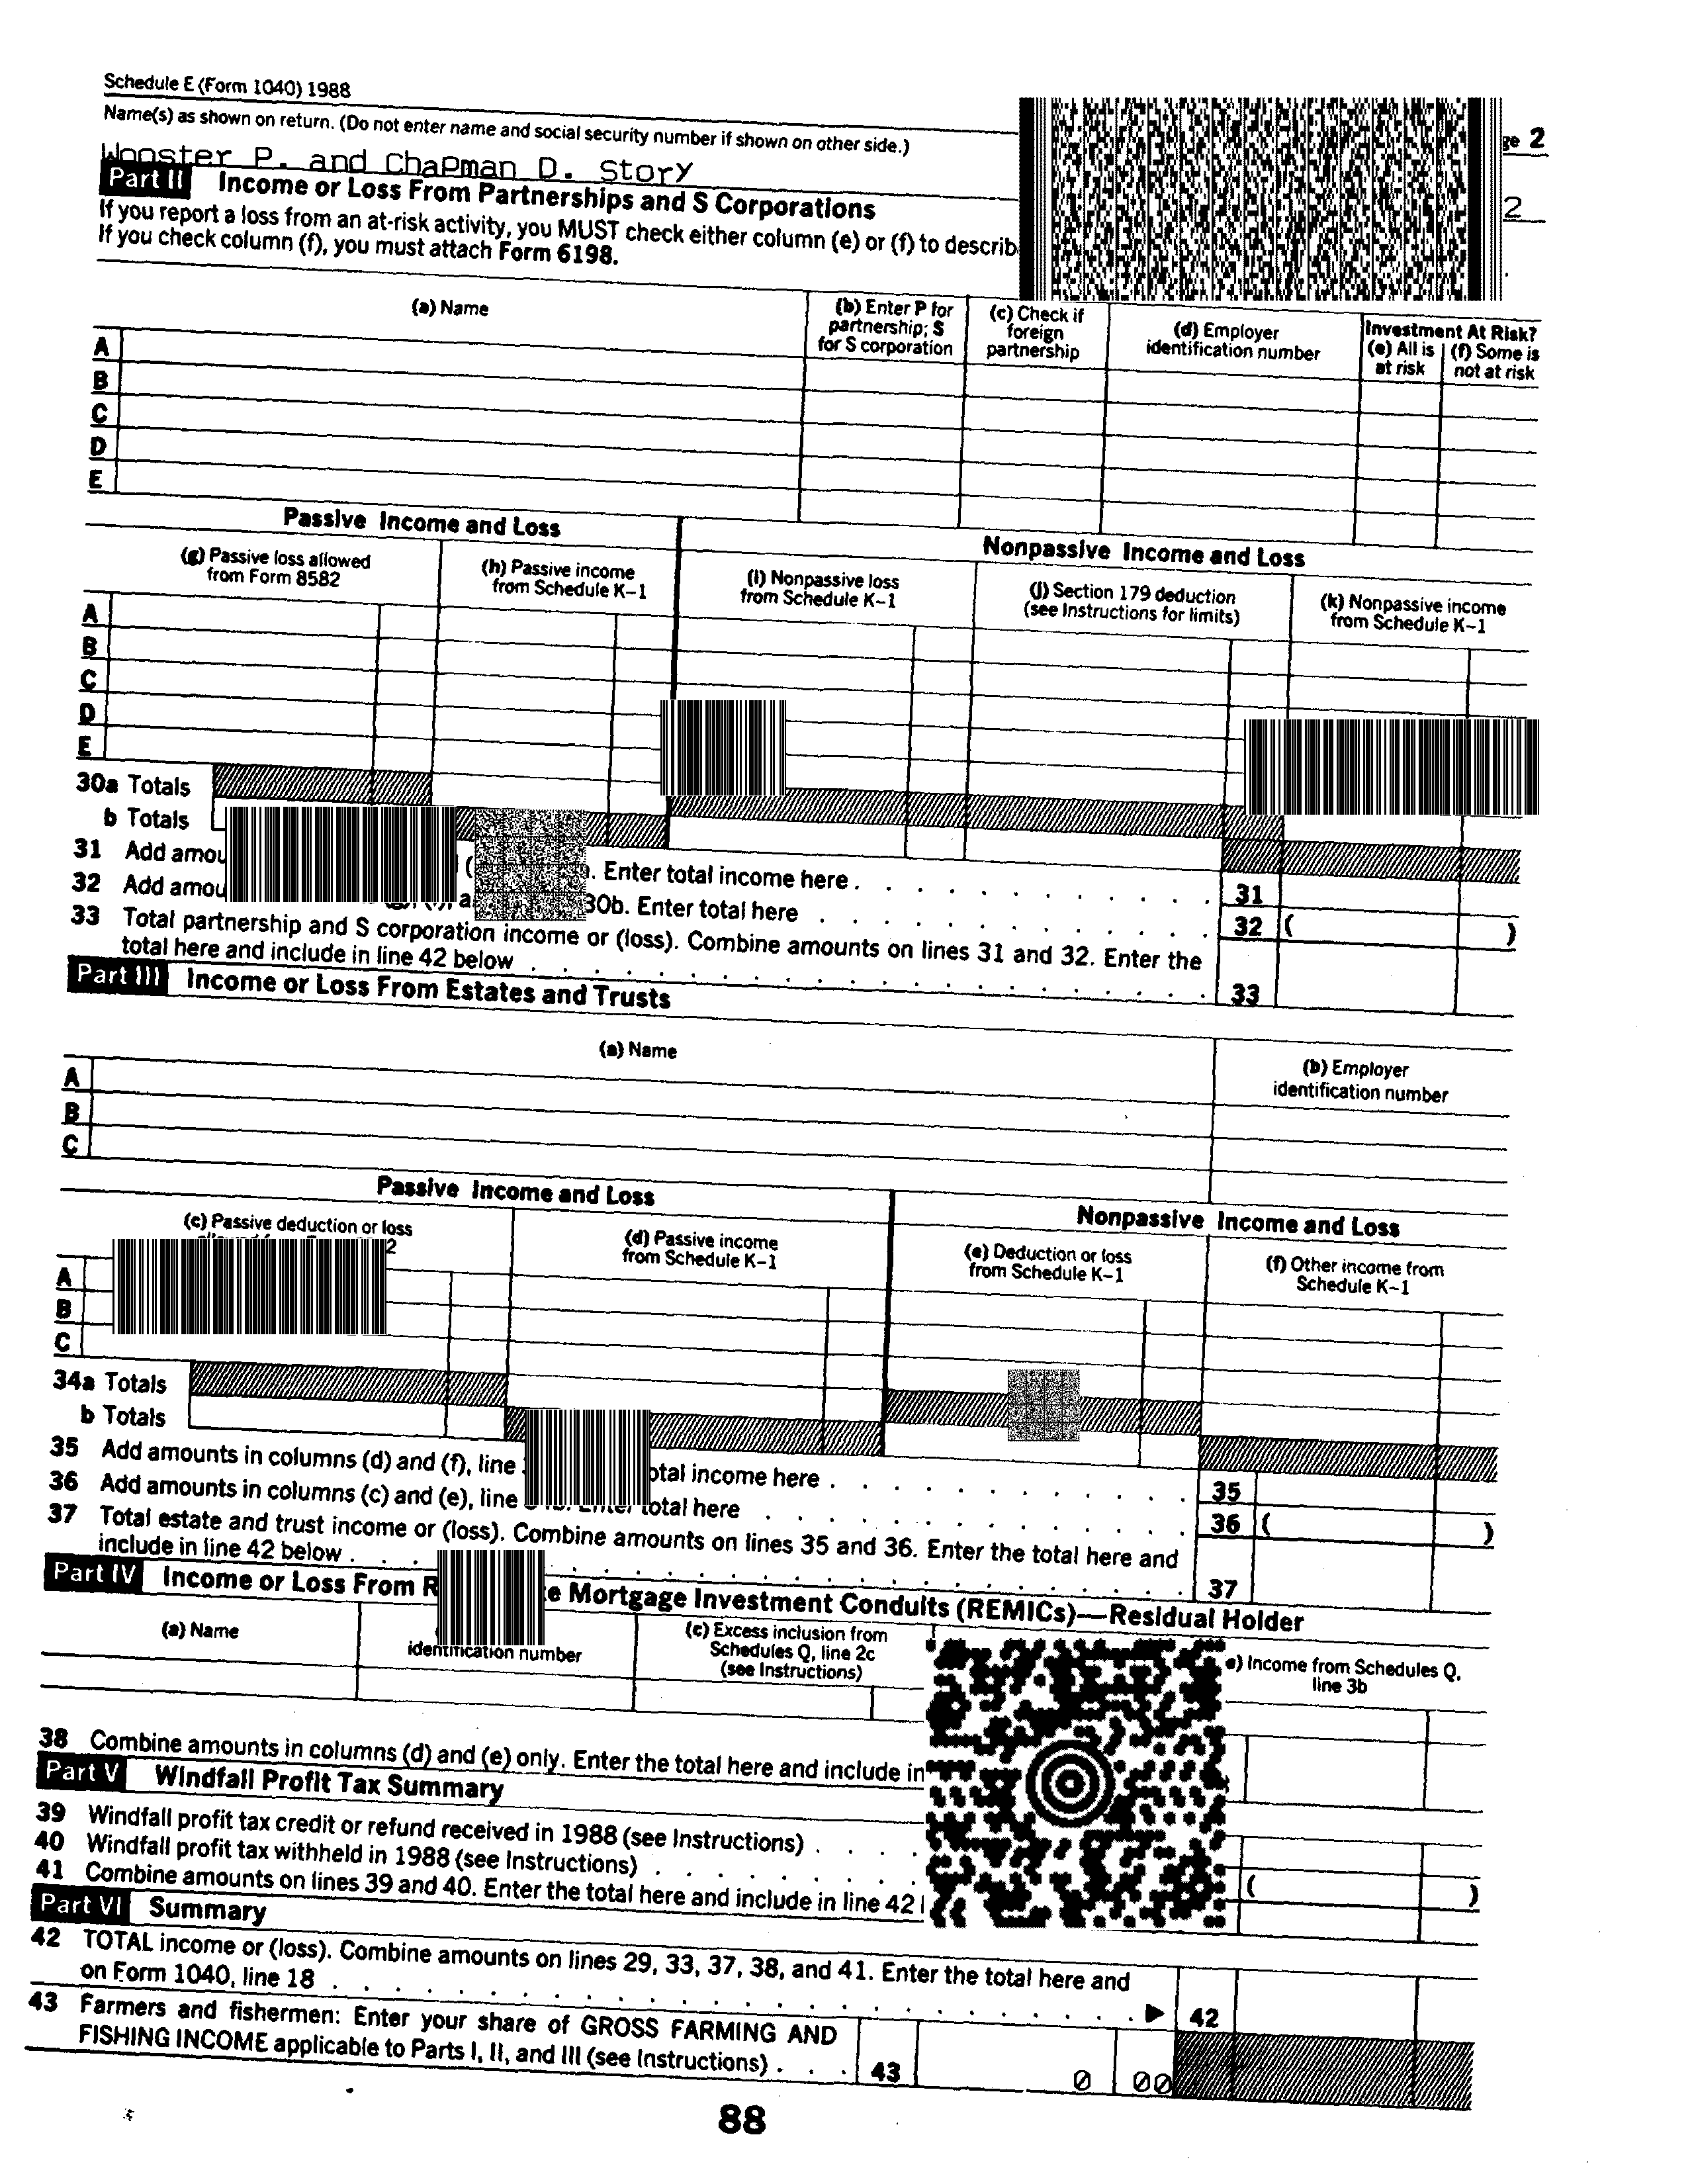 Schedule E (Form 1040) 1988
2
Name(s) as shown on return. (Do not enter name and social security number if shown on other side.)
Wooster P. and Chapman D. Story
2
Part II Income or Loss From Partnerships and S Corporations
If you report a loss from an at-risk activity, you MUST check either column (e) or (f) to
If you check column (f), you must attach Form 6198.
(a) Name
(b) Enter P for partnership; S for S corporation
(c) Check if foreign partnership
(d) Employer identification number
Investment At Risk?
(e) All is at risk
(f) Some is not at risk
A
B
C
D
E
Passive Income and Loss
Nonpassive Income and Loss
(g) Passive loss allowed from Form 8582
(h) Passive income from Schedule K–1
(i) Nonpassive loss from Schedule K–1
(j) Section 179 deduction (see Instructions for limits)
(k) Nonpassive income from Schedule K–1
A
B
C
D
E
30a Totals
b Totals
31 Add . Enter total income here . . . . . . . . . . . 31
32 Add 30b. Enter total here . . . . . . . . . . . . 32 ( )
33 Total partnership and S corporation income or (loss). Combine amounts on lines 31 and 32. Enter the
total here and include in line 42 below . . . . . . . . . . . . . . . . . . . . . . 33
Part III Income or Loss From Estates and Trusts
(a) Name
(b) Employer identification number
A
B
C
Passive Income and Loss
Nonpassive Income and Loss
(c) Passive deduction or loss
(d) Passive income from Schedule K–1
(e) Deduction or loss from Schedule K–1
(f) Other income from Schedule K–1
A
B
C
34a Totals
b Totals
35 Add amounts in columns (d) and (f), line total income here . . . . . . . . . . . 35
36 Add amounts in columns (c) and (e), line Enter total here . . . . . . . . . . . . . 36 ( )
37 Total estate and trust income or (loss). Combine amounts on lines 35 and 36. Enter the total here and
include in line 42 below . . . . . . . . . . . . . . . . . . . . . . . . . . 37
Part IV Income or Loss From Mortgage Investment Conduits (REMICs)—Residual Holder
(a) Name
identification number
(c) Excess inclusion from Schedules Q, line 2c (see Instructions)
(e) Income from Schedules Q, line 3b
38 Combine amounts in columns (d) and (e) only. Enter the total here and include in
Part V Windfall Profit Tax Summary
39 Windfall profit tax credit or refund received in 1988 (see Instructions) . . . .
40 Windfall profit tax withheld in 1988 (see Instructions) . . . . . . . . ( )
41 Combine amounts on lines 39 and 40. Enter the total here and include in line 42
Part VI Summary
42 TOTAL income or (loss). Combine amounts on lines 29, 33, 37, 38, and 41. Enter the total here and
on Form 1040, line 18 . . . . . . . . . . . . . . . . . . . . . . . . ▶ 42
43 Farmers and fishermen: Enter your share of GROSS FARMING AND
FISHING INCOME applicable to Parts I, II, and III (see Instructions) . . . 43 0 00
88